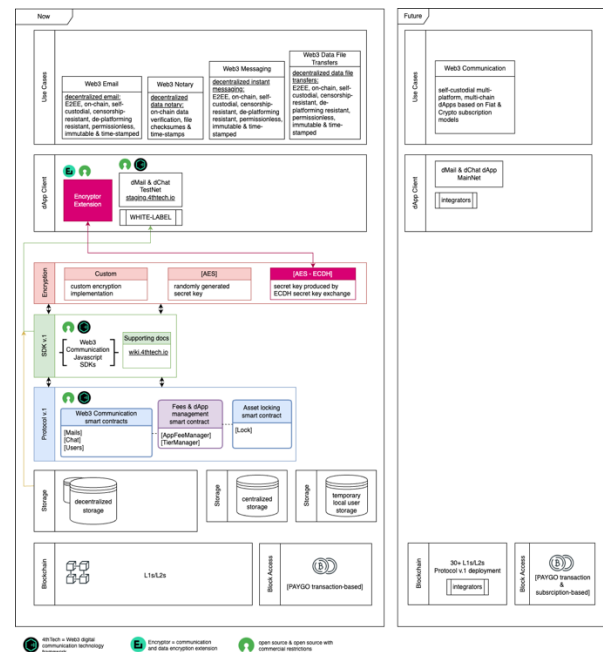 Now
Use Cases
Web3 Email
decentralized email:
E2EE, on-chain, self-
custodial, censorship-
resistant, de-platforming
resistant, permissionless,
immutable & time-
stamped
Web3 Notary
decentralized
data notary:
on-chain data
verification, file
checksums &
time-stamps
Web3 Messaging
decentralized instant
messaging:
E2EE, on-chain, self-
custodial, censorship-
resistant, de-platforming
resistant, permissionless,
immutable & time-
stamped
Web3 Data File
Transfers
decentralized data file
transfers:
E2EE, on-chain, self-
custodial, censorship-
resistant, de-
platforming resistant,
permissionless,
immutable & time-
stamped
dApp Client
Encryptor
Extension
dMail & dChat
TestNet
staging.4thtech.io
WHITE-LABEL
Encryption
Custom
custom encryption
implementation
[AES]
randomly generated
secret key
[AES - ECDH]
secret key produced by
ECDH secret key exchange
SDK v.1
Web3
Communication
Javascript
SDKs
Supporting docs
wiki.4thtech.io
Protocol v.1
Web3 Communication
smart contracts
[Mails]
[Chat]
[Users]
Fees & dApp
management
smart contract
[AppFeeManager]
[TierManager]
Asset locking
smart contract
[Lock]
Storage
decentralized
storage
Storage
centralized
storage
Storage
temporary
local user
storage
Blockchain
L1s/L2s
Block Access
[PAYGO transaction-based]
Future
Use Cases
Web3 Communication
self-custodial multi-
platform, multi-chain
dApps based on Fiat &
Crypto subscription
models
dApp Client
dMail & dChat dApp
MainNet
integrators
Blockchain
30+ L1s/L2s
Protocol v.1 deployment
integrators
Block Access
[PAYGO transaction
&
subsrciption-based]
4thTech = Web3 digital
communication technology
framework
Encryptor = communication
and data encryption extension
open source & open source with
commercial restrictions